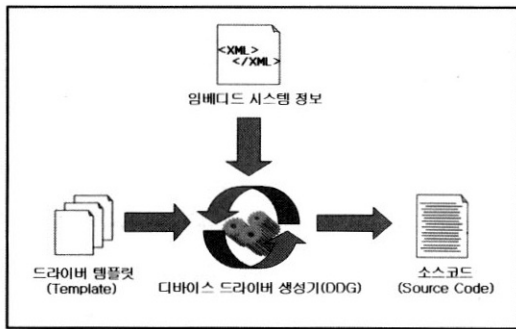 <XML>
</XML>
임베디드 시스템 정보
드라이버 템플릿
(Template)
디바이스 드라이버 생성기(DDG)
소스코드
(Source Code)